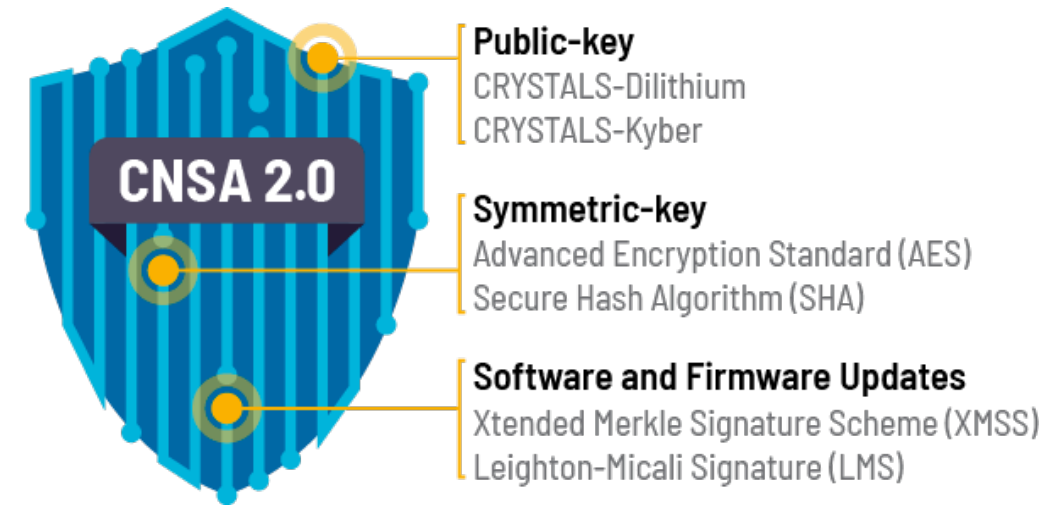 CNSA 2.0
Public-key
CRYSTALS-Dilithium
CRYSTALS-Kyber
Symmetric-key
Advanced Encryption Standard (AES)
Secure Hash Algorithm (SHA)
Software and Firmware Updates
Xtended Merkle Signature Scheme (XMSS)
Leighton-Micali Signature (LMS)